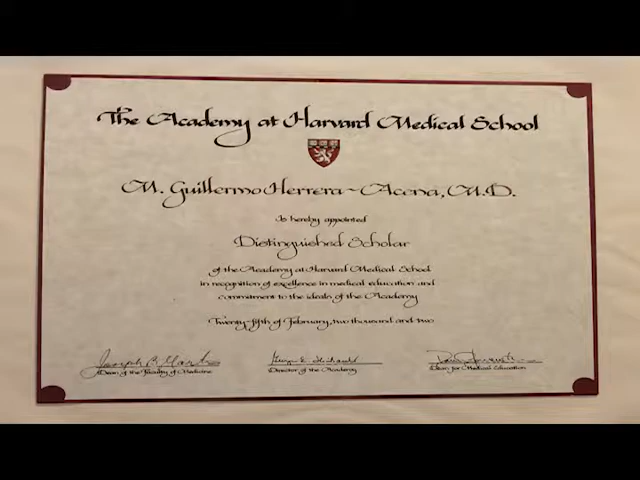 The Academy at Harvard Medical School
M. Guillermo Herrera-Acena, M.D.
Is hereby appointed
Distinguished Scholar
of the Academy at Harvard Medical School
in recognition of excellence in medical education and
commitment to the ideals of the Academy
Twenty-fifth of February, two thousand and two
Dean of the Faculty of Medicine
Director of the Academy
Dean for Medical Education